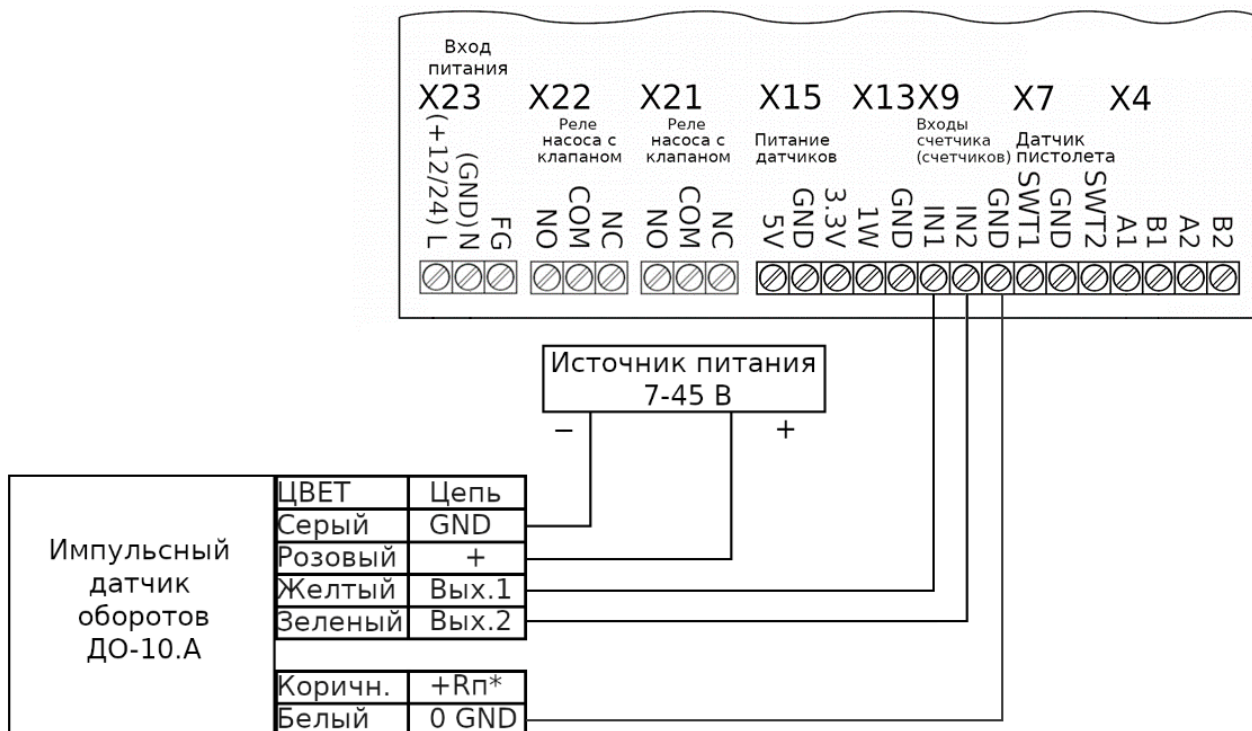 Вход
питания
X23 X22 X21 X15 X13 X9 X7 X4
Реле
насоса с
клапаном
Реле
насоса с
клапаном
Питание
датчиков
Входы
счетчика
(счетчиков)
Датчик
пистолета
(+12/24) L
(GND) N
FG
NO
COM
NC
NO
COM
NC
5V
GND
3.3V
1W
GND
IN1
IN2
GND
SWT1
GND
SWT2
A1
B1
A2
B2
Источник питания
7-45 В
− +
Импульсный
датчик
оборотов
ДО-10.А
ЦВЕТ Цепь
Серый GND
Розовый +
Желтый Вых.1
Зеленый Вых.2
Коричн. +Rп*
Белый 0 GND